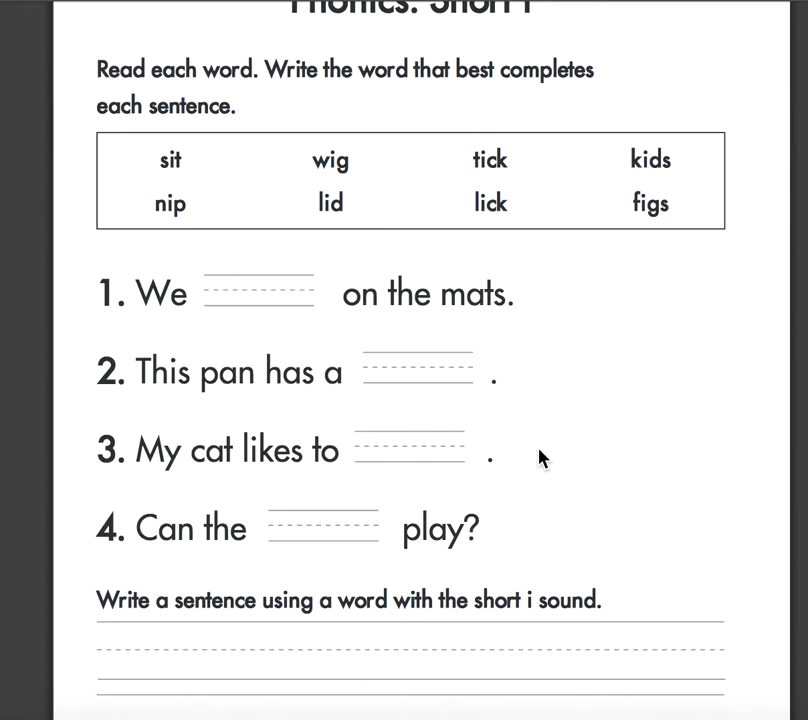 Phonics: Short i
Read each word. Write the word that best completes
each sentence.
sit wig tick kids
nip lid lick figs
1. We on the mats.
2. This pan has a .
3. My cat likes to .
4. Can the play?
Write a sentence using a word with the short i sound.